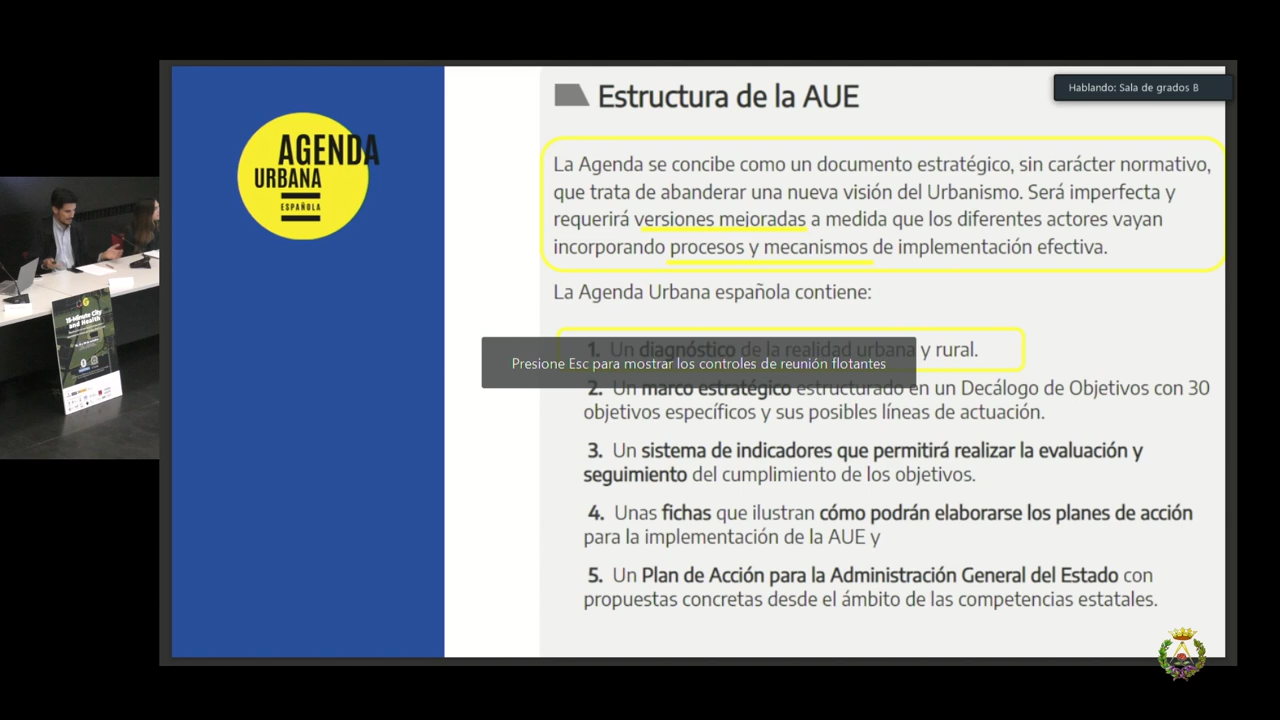 AGENDA
URBANA
ESPAÑOLA
Estructura de la AUE
Hablando: Sala de grados B
La Agenda se concibe como un documento estratégico, sin carácter normativo,
que trata de abanderar una nueva visión del Urbanismo. Será imperfecta y
requerirá versiones mejoradas a medida que los diferentes actores vayan
incorporando procesos y mecanismos de implementación efectiva.
La Agenda Urbana española contiene:
1. Un diagnóstico de la realidad urbana y rural.
Presione Esc para mostrar los controles de reunión flotantes
2. Un marco estratégico estructurado en un Decálogo de Objetivos con 30
objetivos específicos y sus posibles líneas de actuación.
3. Un sistema de indicadores que permitirá realizar la evaluación y
seguimiento del cumplimiento de los objetivos.
4. Unas fichas que ilustran cómo podrán elaborarse los planes de acción
para la implementación de la AUE y
5. Un Plan de Acción para la Administración General del Estado con
propuestas concretas desde el ámbito de las competencias estatales.
15-Minute City
and Health